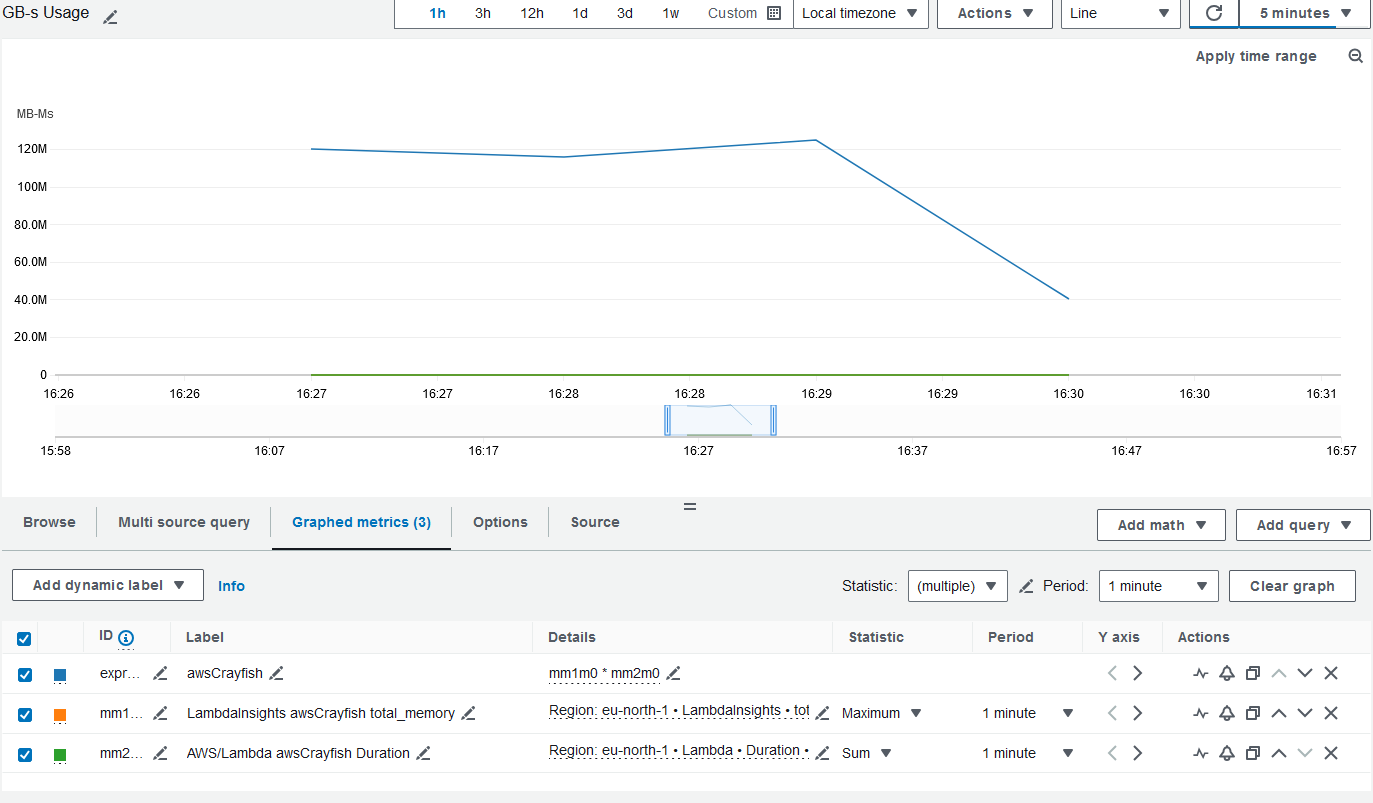 GB-s Usage
1h 3h 12h 1d 3d 1w Custom Local timezone Actions Line 5 minutes
Apply time range
MB-Ms
120M
100M
80.0M
60.0M
40.0M
20.0M
0
16:26 16:26 16:27 16:27 16:28 16:28 16:29 16:29 16:30 16:30 16:31
15:58 16:07 16:17 16:27 16:37 16:47 16:57
Browse Multi source query Graphed metrics (3) Options Source Add math Add query
Add dynamic label Info Statistic: (multiple) Period: 1 minute Clear graph
ID Label Details Statistic Period Y axis Actions
expr... awsCrayfish mm1m0 * mm2m0
mm1... LambdaInsights awsCrayfish total_memory Region: eu-north-1 • LambdaInsights • tot Maximum 1 minute
mm2... AWS/Lambda awsCrayfish Duration Region: eu-north-1 • Lambda • Duration • Sum 1 minute